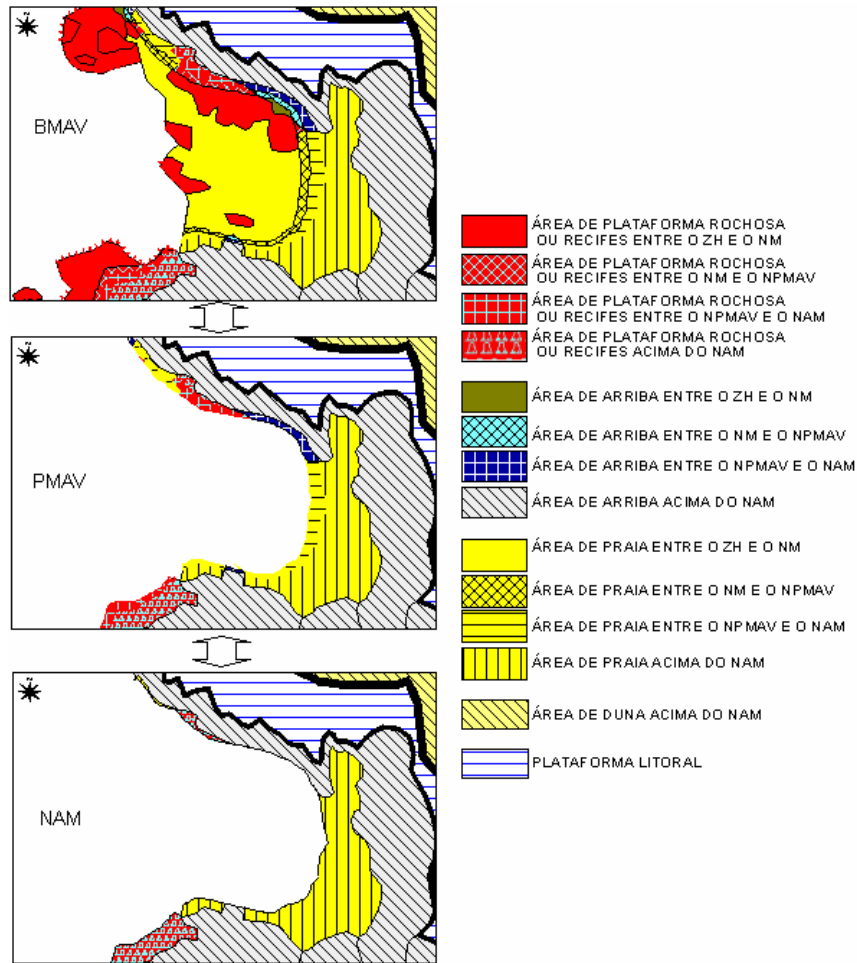 N
BMAV
N
PMAV
N
NAM
ÁREA DE PLATAFORMA ROCHOSA
OU RECIFES ENTRE O ZH E O NM
ÁREA DE PLATAFORMA ROCHOSA
OU RECIFES ENTRE O NM E O NPMAV
ÁREA DE PLATAFORMA ROCHOSA
OU RECIFES ENTRE O NPMAV E O NAM
ÁREA DE PLATAFORMA ROCHOSA
OU RECIFES ACIMA DO NAM
ÁREA DE ARRIBA ENTRE O ZH E O NM
ÁREA DE ARRIBA ENTRE O NM E O NPMAV
ÁREA DE ARRIBA ENTRE O NPMAV E O NAM
ÁREA DE ARRIBA ACIMA DO NAM
ÁREA DE PRAIA ENTRE O ZH E O NM
ÁREA DE PRAIA ENTRE O NM E O NPMAV
ÁREA DE PRAIA ENTRE O NPMAV E O NAM
ÁREA DE PRAIA ACIMA DO NAM
ÁREA DE DUNA ACIMA DO NAM
PLATAFORMA LITORAL